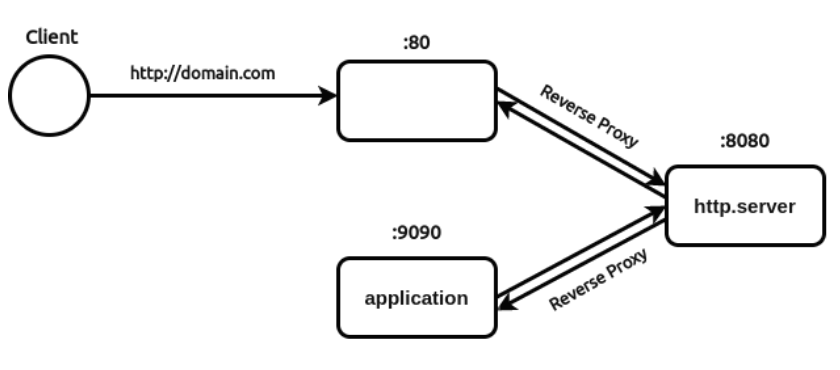 Client
http://domain.com
:80
Reverse Proxy
:8080
http.server
:9090
application
Reverse Proxy